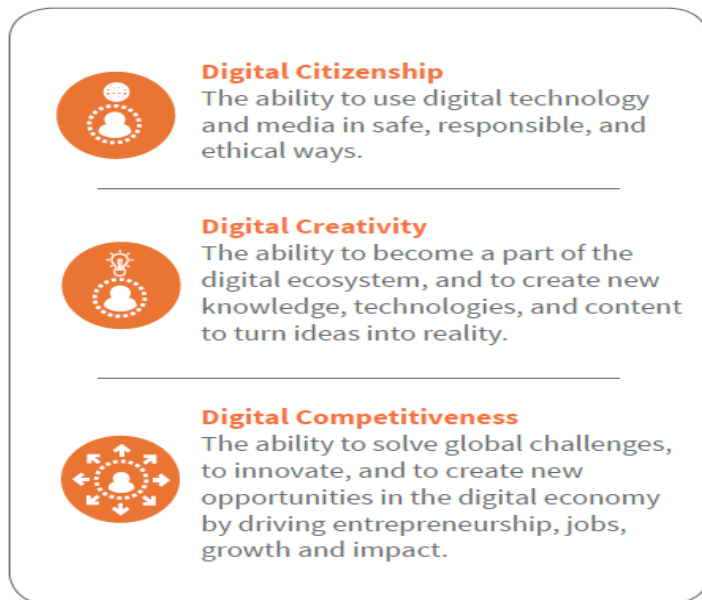 Digital Citizenship
The ability to use digital technology
and media in safe, responsible, and
ethical ways.
Digital Creativity
The ability to become a part of the
digital ecosystem, and to create new
knowledge, technologies, and content
to turn ideas into reality.
Digital Competitiveness
The ability to solve global challenges,
to innovate, and to create new
opportunities in the digital economy
by driving entrepreneurship, jobs,
growth and impact.